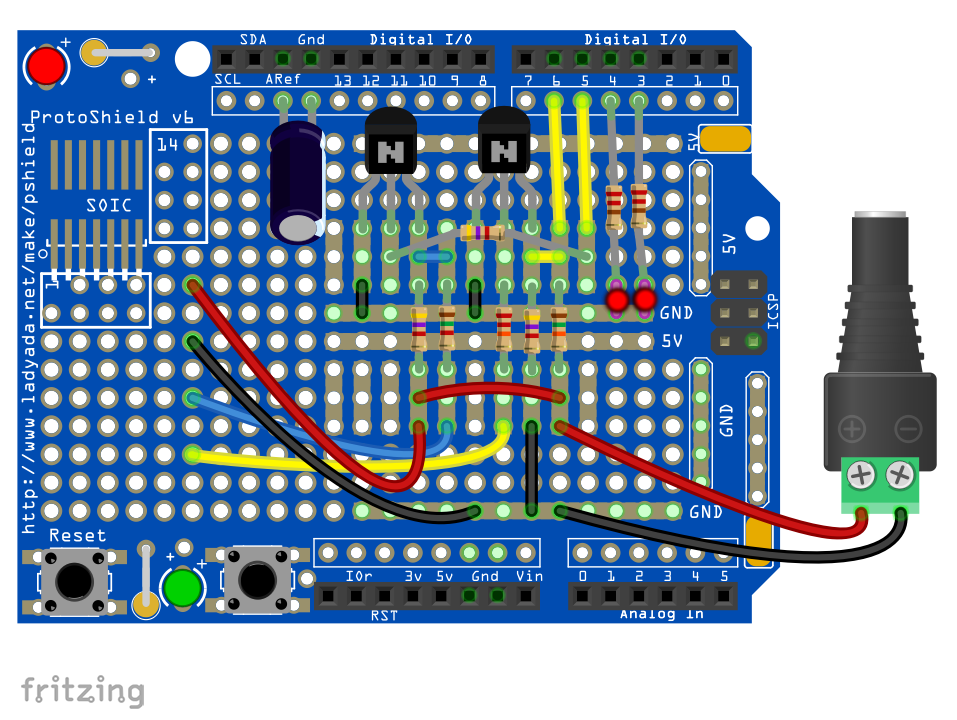 SDA Gnd Digital I/O Digital I/O
SCL ARef 13 12 11 10 9 8 7 6 5 4 3 2 1 0
+
+
ProtoShield v6
http://www.ladyada.net/make/pshield
14
SOIC
1
N
N
5V
5V
GND
5V
ICSP
GND
GND
Reset
+
+
IOr 3v 5v Gnd Vin
RST
0 1 2 3 4 5
Analog In
+ −
fritzing